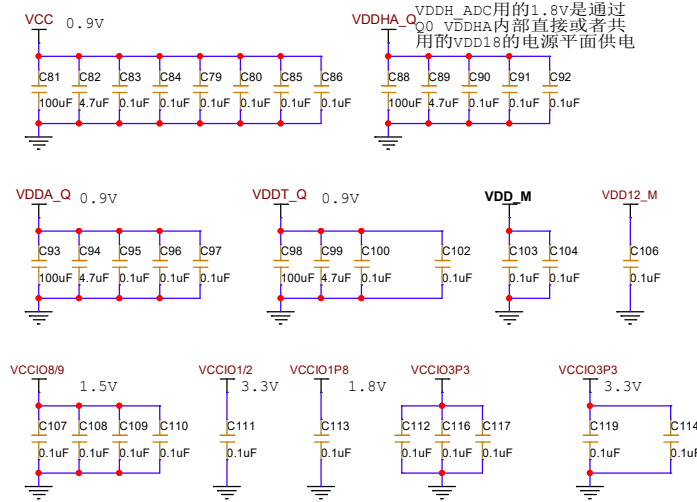 VCC 0.9V
VDDHA_Q
VDDH_ADC用的1.8V是通过
Q0_VDDHA内部直接或者共
用的VDD18的电源平面供电
C81 C82 C83 C84 C79 C80 C85 C86
100uF 4.7uF 0.1uF 0.1uF 0.1uF 0.1uF 0.1uF 0.1uF
C88 C89 C90 C91 C92
100uF 4.7uF 0.1uF 0.1uF 0.1uF
VDDA_Q 0.9V
VDDT_Q 0.9V
VDD_M
VDD12_M
C93 C94 C95 C96 C97
100uF 4.7uF 0.1uF 0.1uF 0.1uF
C98 C99 C100 C102
100uF 4.7uF 0.1uF 0.1uF
C103 C104
0.1uF 0.1uF
C106
0.1uF
VCCIO8/9 1.5V
VCCIO1/2 3.3V
VCCIO1P8 1.8V
VCCIO3P3
VCCIO3P3 3.3V
C107 C108 C109 C110
0.1uF 0.1uF 0.1uF 0.1uF
C111
0.1uF
C113
0.1uF
C112 C116 C117
0.1uF 0.1uF 0.1uF
C119 C114
0.1uF 0.1uF